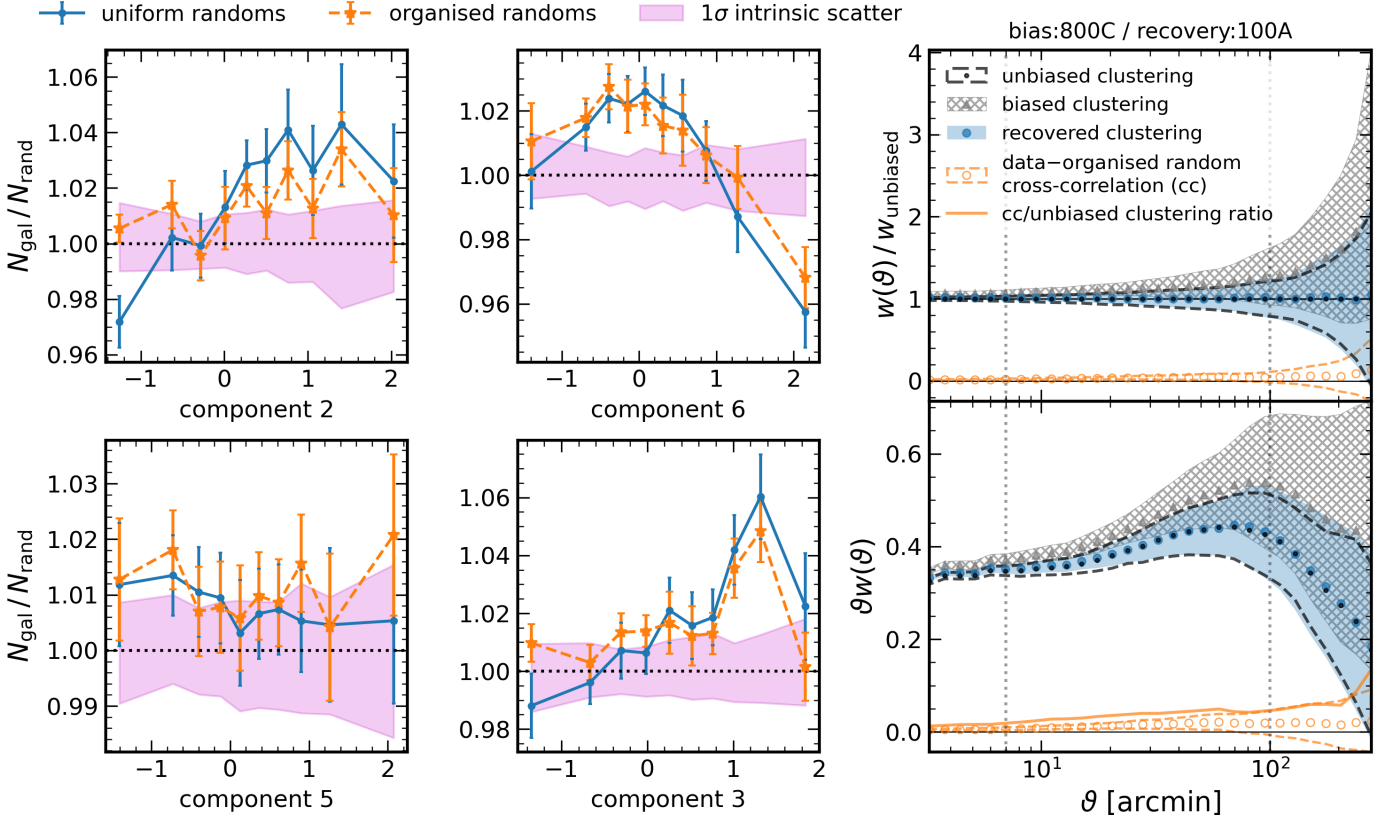 uniform randoms
organised randoms
1σ intrinsic scatter
bias:800C / recovery:100A
N_gal / N_rand
1.06
1.04
1.02
1.00
0.98
0.96
−1
0
1
2
component 2
1.02
1.00
0.98
0.96
−1
0
1
2
component 6
w(ϑ) / w_unbiased
4
3
2
1
0
unbiased clustering
biased clustering
recovered clustering
data−organised random
cross-correlation (cc)
cc/unbiased clustering ratio
N_gal / N_rand
1.03
1.02
1.01
1.00
0.99
−1
0
1
2
component 5
1.06
1.04
1.02
1.00
0.98
−1
0
1
2
component 3
ϑw(ϑ)
0.6
0.4
0.2
0.0
10¹
10²
ϑ [arcmin]